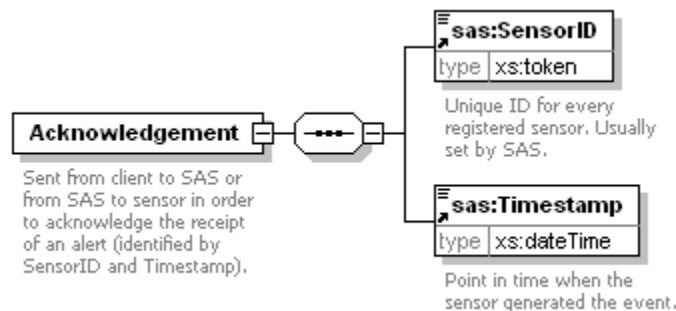 sas:SensorID
type xs:token
Unique ID for every
registered sensor. Usually
set by SAS.
Acknowledgement
Sent from client to SAS or
from SAS to sensor in order
to acknowledge the receipt
of an alert (identified by
SensorID and Timestamp).
sas:Timestamp
type xs:dateTime
Point in time when the
sensor generated the event.